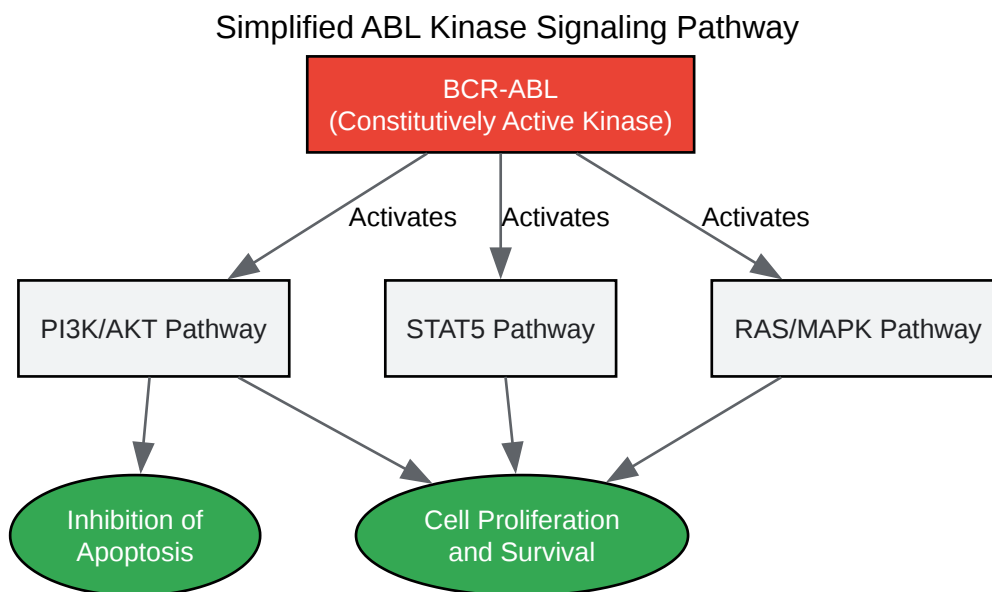 Simplified ABL Kinase Signaling Pathway
BCR-ABL
(Constitutively Active Kinase)
Activates
Activates
Activates
PI3K/AKT Pathway
STAT5 Pathway
RAS/MAPK Pathway
Inhibition of
Apoptosis
Cell Proliferation
and Survival